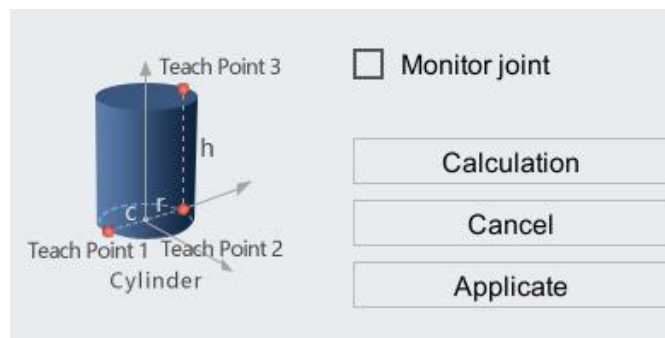 Teach Point 3
Monitor joint
h
Calculation
c r
Cancel
Teach Point 1 Teach Point 2
Cylinder
Applicate